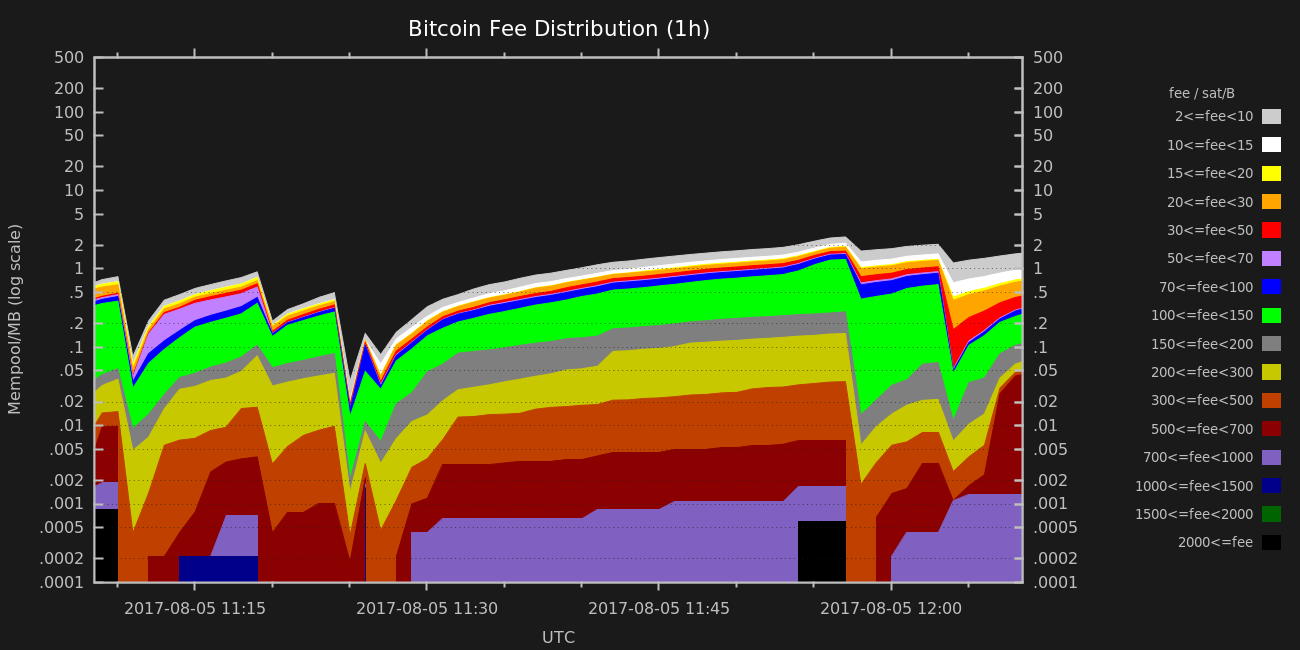 Bitcoin Fee Distribution (1h)
500
200
100
50
20
10
5
2
1
.5
.2
.1
.05
.02
.01
.005
.002
.001
.0005
.0002
.0001
Mempool/MB (log scale)
500
200
100
50
20
10
5
2
1
.5
.2
.1
.05
.02
.01
.005
.002
.001
.0005
.0002
.0001
2017-08-05 11:15
2017-08-05 11:30
2017-08-05 11:45
2017-08-05 12:00
UTC
fee / sat/B
2<=fee<10
10<=fee<15
15<=fee<20
20<=fee<30
30<=fee<50
50<=fee<70
70<=fee<100
100<=fee<150
150<=fee<200
200<=fee<300
300<=fee<500
500<=fee<700
700<=fee<1000
1000<=fee<1500
1500<=fee<2000
2000<=fee